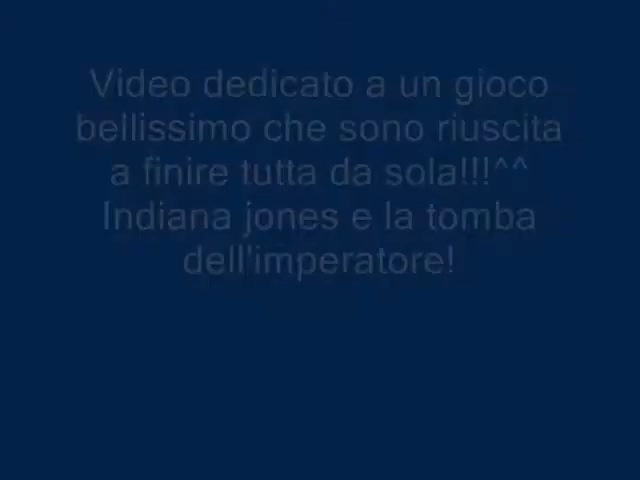 Video dedicato a un gioco
bellissimo che sono riuscita
a finire tutta da sola!!!^^
Indiana jones e la tomba
dell'imperatore!